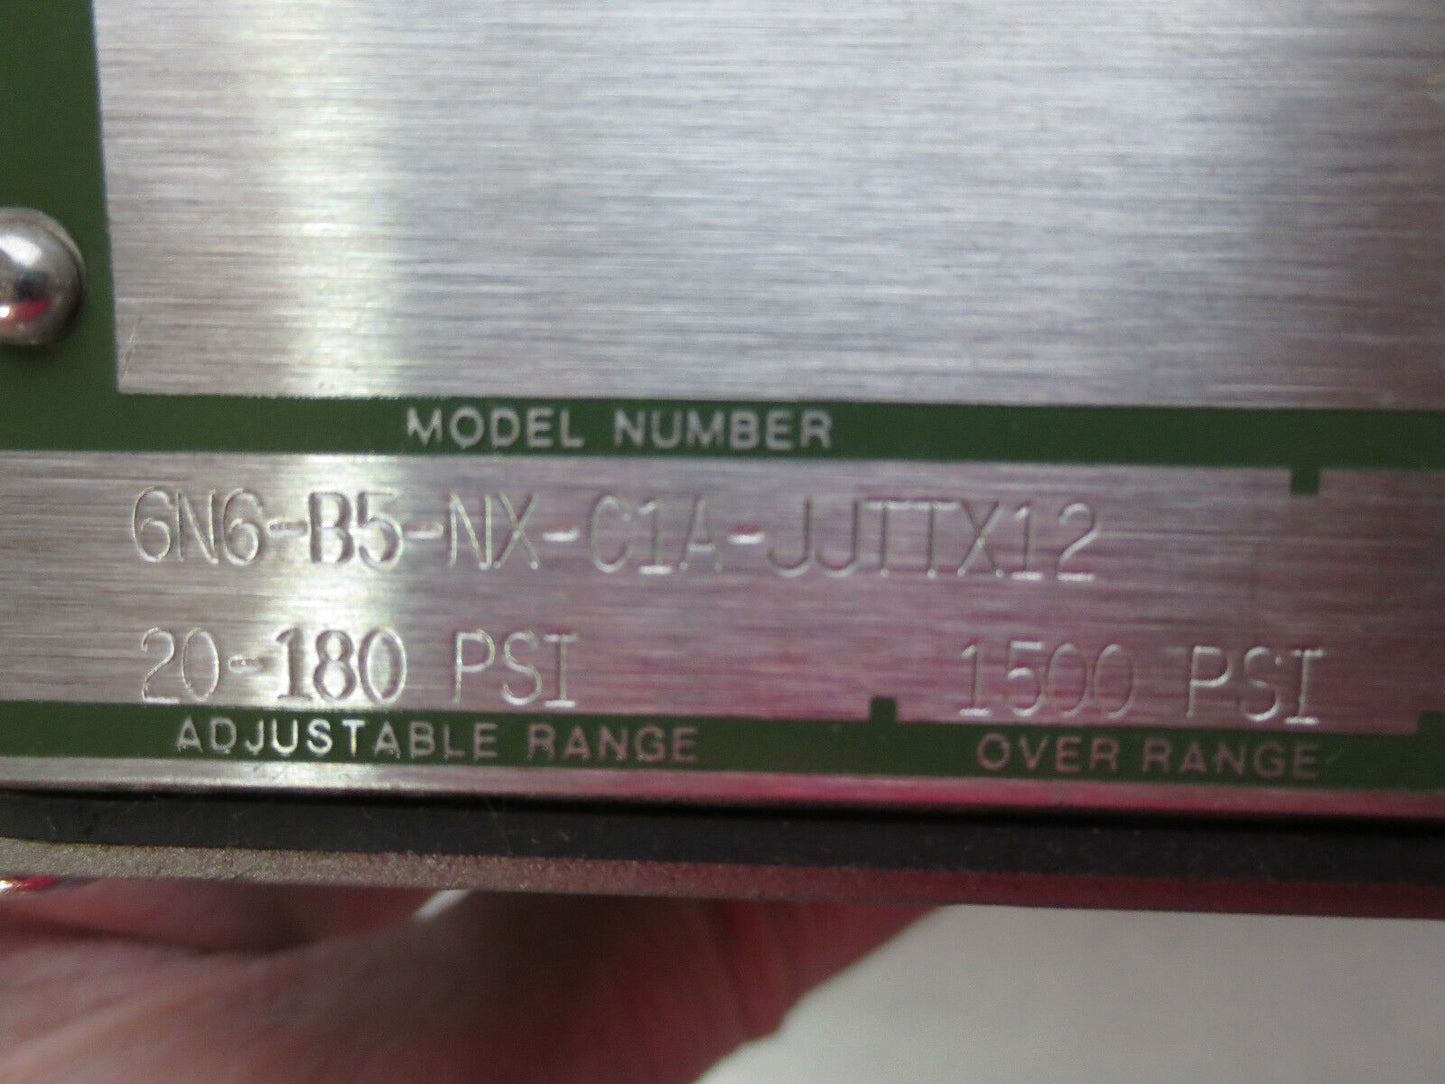 MODEL NUMBER
6N6-B5-NX-C1A-JJTTX12
20-180 PSI 1500 PSI
ADJUSTABLE RANGE OVER RANGE